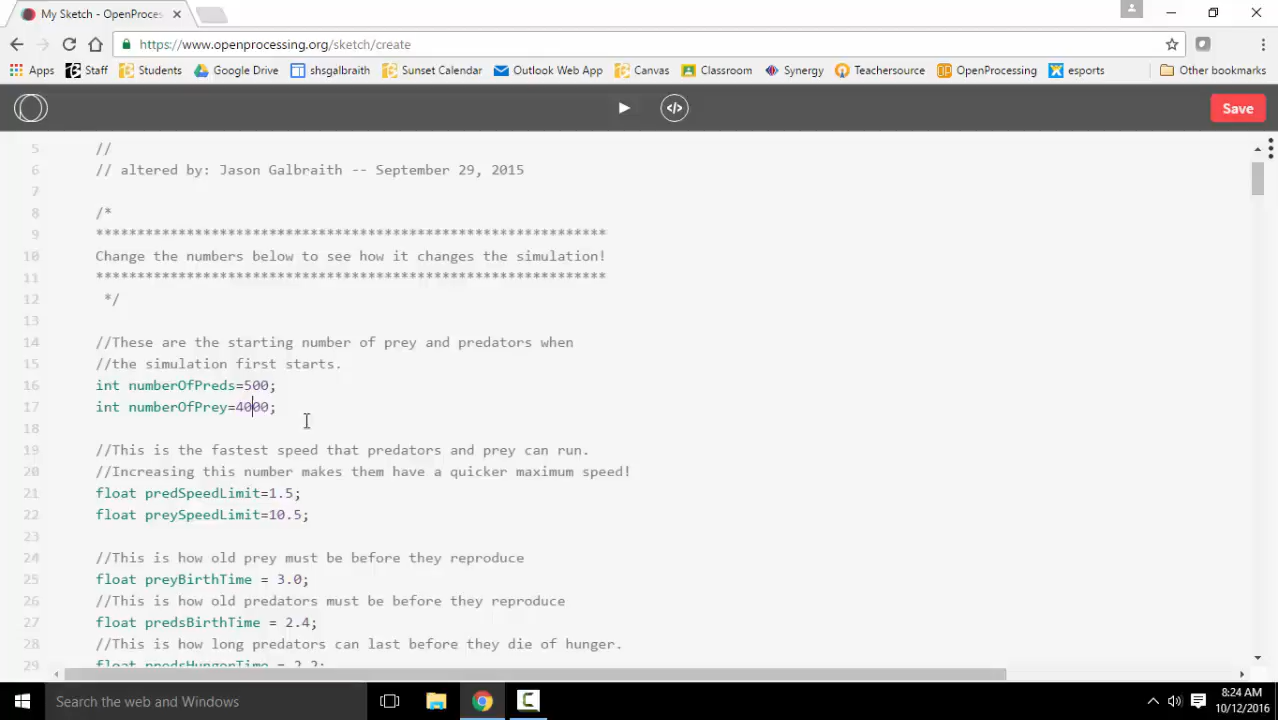 My Sketch - OpenProces
https://www.openprocessing.org/sketch/create
Apps Staff Students Google Drive shsgalbraith Sunset Calendar Outlook Web App Canvas Classroom Synergy Teachersource OpenProcessing esports Other bookmarks
</> Save
5 //
6 // altered by: Jason Galbraith -- September 29, 2015
7
8 /*
9 **************************************************************
10 Change the numbers below to see how it changes the simulation!
11 **************************************************************
12 */
13
14 //These are the starting number of prey and predators when
15 //the simulation first starts.
16 int numberOfPreds=500;
17 int numberOfPrey=4000;
18
19 //This is the fastest speed that predators and prey can run.
20 //Increasing this number makes them have a quicker maximum speed!
21 float predSpeedLimit=1.5;
22 float preySpeedLimit=10.5;
23
24 //This is how old prey must be before they reproduce
25 float preyBirthTime = 3.0;
26 //This is how old predators must be before they reproduce
27 float predsBirthTime = 2.4;
28 //This is how long predators can last before they die of hunger.
29 float predsHungerTime = 2.2;
Search the web and Windows
8:24 AM
10/12/2016